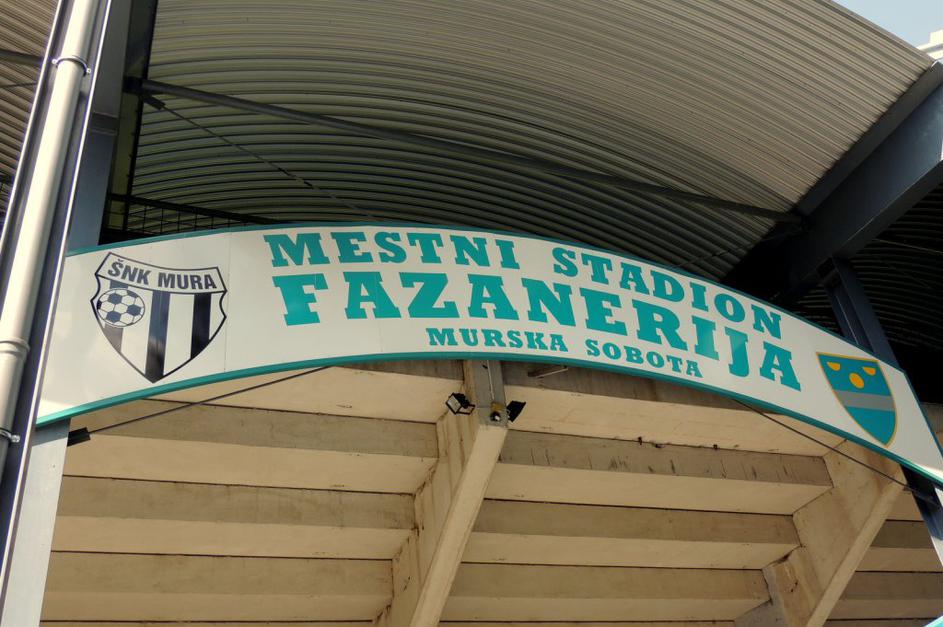 ŠNK MURA
MESTNI STADION
FAZANERIJA
MURSKA SOBOTA